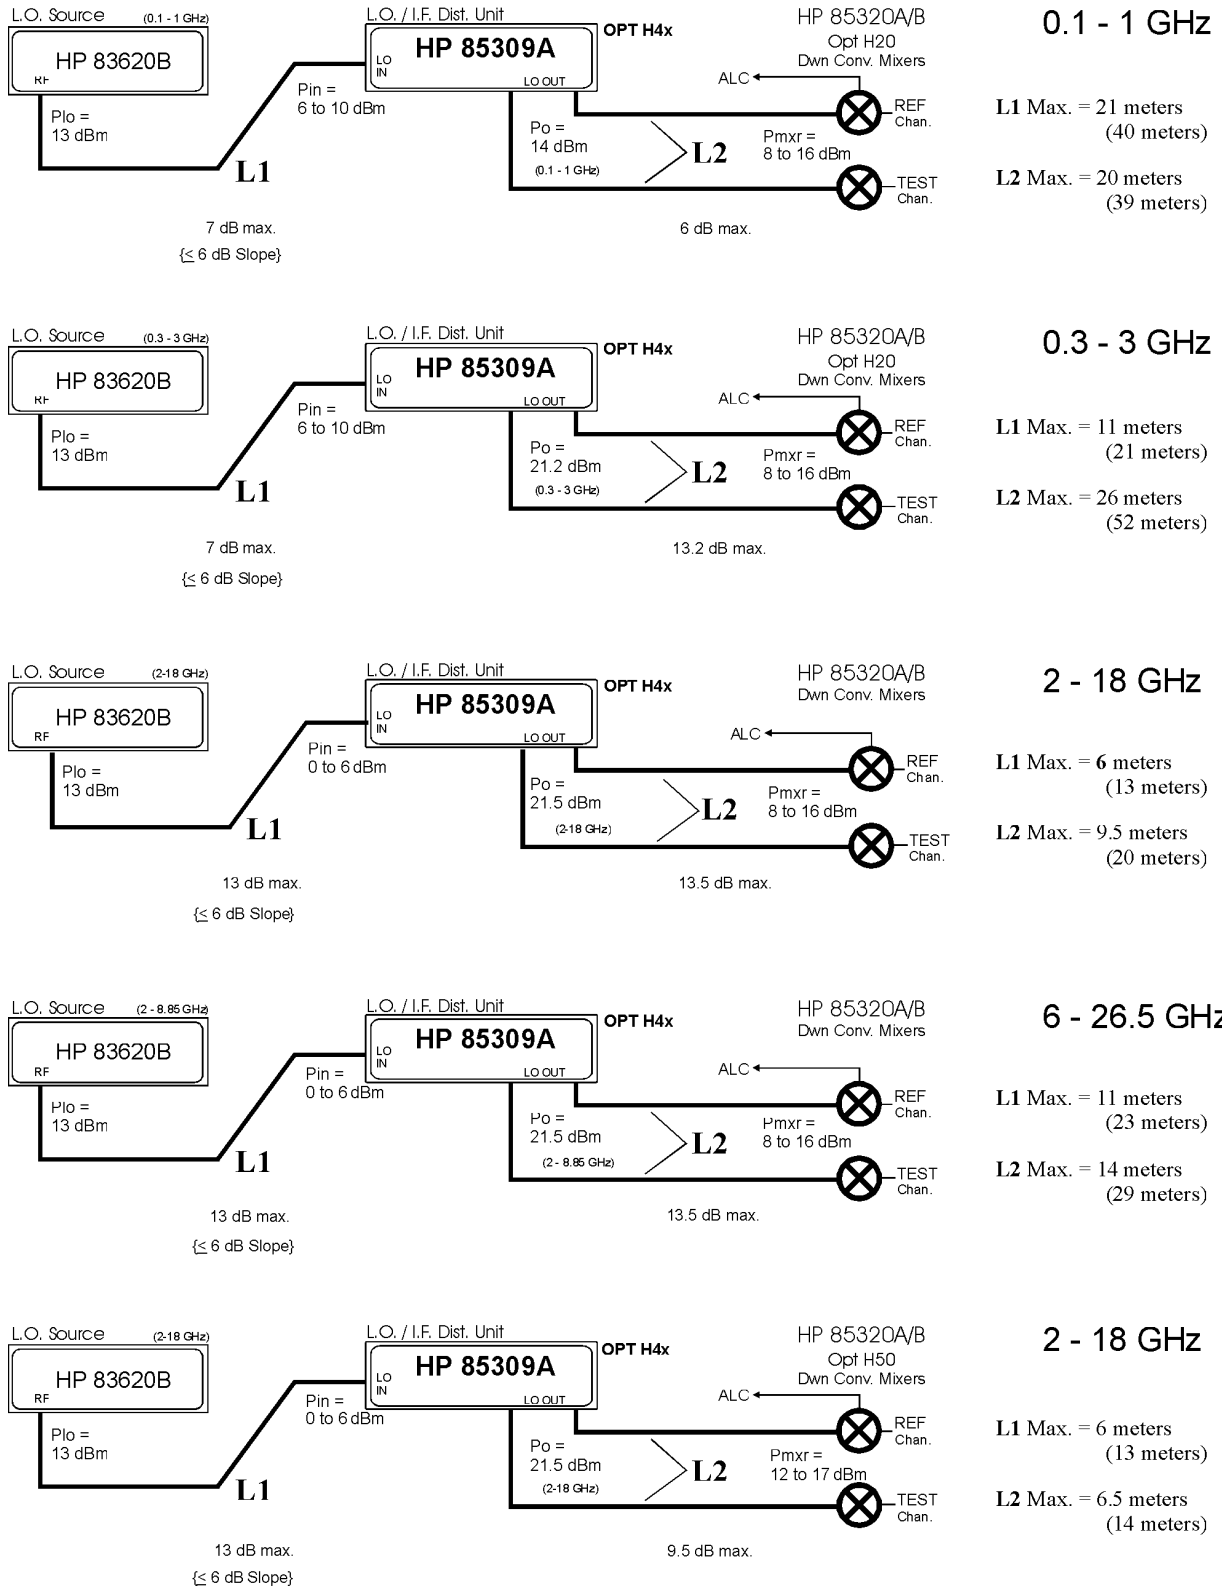 L.O. Source (0.1 - 1 GHz)
HP 83620B
RF
Plo =
13 dBm
L1
7 dB max.
{≤ 6 dB Slope}
L.O. / I.F. Dist. Unit
HP 85309A
OPT H4x
LO
IN
LO OUT
Pin =
6 to 10 dBm
Po =
14 dBm
(0.1 - 1 GHz)
L2
6 dB max.
HP 85320A/B
Opt H20
Dwn Conv. Mixers
ALC
REF
Chan.
Pmxr =
8 to 16 dBm
TEST
Chan.
0.1 - 1 GHz
L1 Max. = 21 meters
(40 meters)
L2 Max. = 20 meters
(39 meters)
L.O. Source (0.3 - 3 GHz)
HP 83620B
RF
Plo =
13 dBm
L1
7 dB max.
{≤ 6 dB Slope}
L.O. / I.F. Dist. Unit
HP 85309A
OPT H4x
LO
IN
LO OUT
Pin =
6 to 10 dBm
Po =
21.2 dBm
(0.3 - 3 GHz)
L2
13.2 dB max.
HP 85320A/B
Opt H20
Dwn Conv. Mixers
ALC
REF
Chan.
Pmxr =
8 to 16 dBm
TEST
Chan.
0.3 - 3 GHz
L1 Max. = 11 meters
(21 meters)
L2 Max. = 26 meters
(52 meters)
L.O. Source (2-18 GHz)
HP 83620B
RF
Plo =
13 dBm
L1
13 dB max.
{≤ 6 dB Slope}
L.O. / I.F. Dist. Unit
HP 85309A
OPT H4x
LO
IN
LO OUT
Pin =
0 to 6 dBm
Po =
21.5 dBm
(2-18 GHz)
L2
13.5 dB max.
HP 85320A/B
Dwn Conv. Mixers
ALC
REF
Chan.
Pmxr =
8 to 16 dBm
TEST
Chan.
2 - 18 GHz
L1 Max. = 6 meters
(13 meters)
L2 Max. = 9.5 meters
(20 meters)
L.O. Source (2 - 8.85 GHz)
HP 83620B
RF
Plo =
13 dBm
L1
13 dB max.
{≤ 6 dB Slope}
L.O. / I.F. Dist. Unit
HP 85309A
OPT H4x
LO
IN
LO OUT
Pin =
0 to 6 dBm
Po =
21.5 dBm
(2 - 8.85 GHz)
L2
13.5 dB max.
HP 85320A/B
Dwn Conv. Mixers
ALC
REF
Chan.
Pmxr =
8 to 16 dBm
TEST
Chan.
6 - 26.5 GHz
L1 Max. = 11 meters
(23 meters)
L2 Max. = 14 meters
(29 meters)
L.O. Source (2-18 GHz)
HP 83620B
RF
Plo =
13 dBm
L1
13 dB max.
{≤ 6 dB Slope}
L.O. / I.F. Dist. Unit
HP 85309A
OPT H4x
LO
IN
LO OUT
Pin =
0 to 6 dBm
Po =
21.5 dBm
(2-18 GHz)
L2
9.5 dB max.
HP 85320A/B
Opt H50
Dwn Conv. Mixers
ALC
REF
Chan.
Pmxr =
12 to 17 dBm
TEST
Chan.
2 - 18 GHz
L1 Max. = 6 meters
(13 meters)
L2 Max. = 6.5 meters
(14 meters)